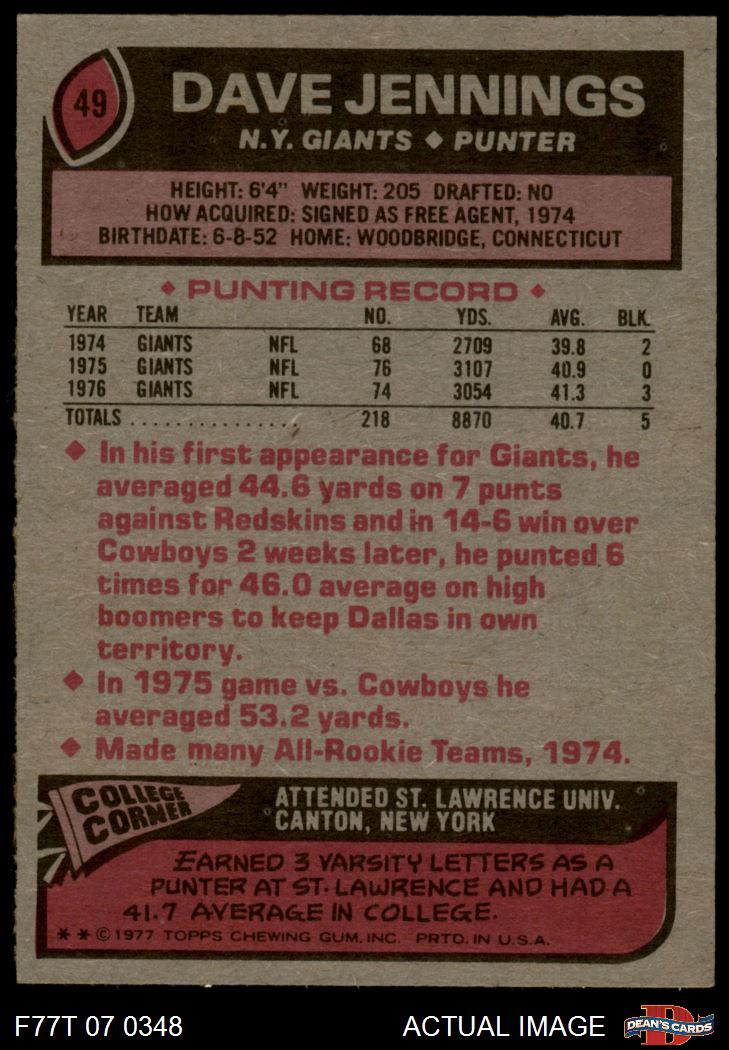 49
DAVE JENNINGS
N.Y. GIANTS ◆ PUNTER
HEIGHT: 6'4" WEIGHT: 205 DRAFTED: NO
HOW ACQUIRED: SIGNED AS FREE AGENT, 1974
BIRTHDATE: 6-8-52 HOME: WOODBRIDGE, CONNECTICUT
◆ PUNTING RECORD ◆
YEAR TEAM NO. YDS. AVG. BLK.
1974 GIANTS NFL 68 2709 39.8 2
1975 GIANTS NFL 76 3107 40.9 0
1976 GIANTS NFL 74 3054 41.3 3
TOTALS . . . . . . . . . . . . . . . 218 8870 40.7 5
◆ In his first appearance for Giants, he
averaged 44.6 yards on 7 punts
against Redskins and in 14-6 win over
Cowboys 2 weeks later, he punted 6
times for 46.0 average on high
boomers to keep Dallas in own
territory.
◆ In 1975 game vs. Cowboys he
averaged 53.2 yards.
◆ Made many All-Rookie Teams, 1974.
COLLEGE
CORNER
ATTENDED ST. LAWRENCE UNIV.
CANTON, NEW YORK
EARNED 3 VARSITY LETTERS AS A
PUNTER AT ST. LAWRENCE AND HAD A
41.7 AVERAGE IN COLLEGE.
* * © 1977 TOPPS CHEWING GUM, INC. PRTD. IN U.S.A.
F77T 07 0348
ACTUAL IMAGE
D
DEAN'S CARDS